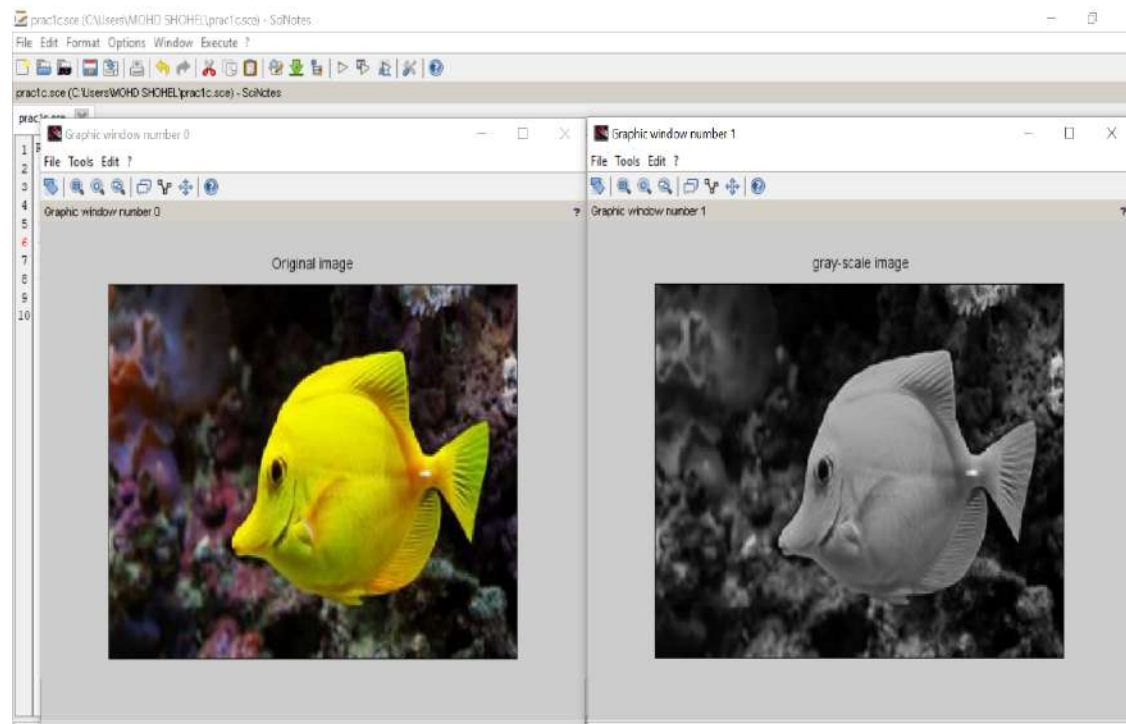 prac1c.sce (C:\Users\MOHD SHOHEL\prac1c.sce) - SciNotes
File Edit Format Options Window Execute ?
prac1c.sce (C:\Users\MOHD SHOHEL\prac1c.sce) - SciNotes
Graphic window number 0
File Tools Edit ?
Graphic window number 0 ?
Original image
Graphic window number 1
File Tools Edit ?
Graphic window number 1 ?
gray-scale image
1
2
3
4
5
6
7
8
9
10